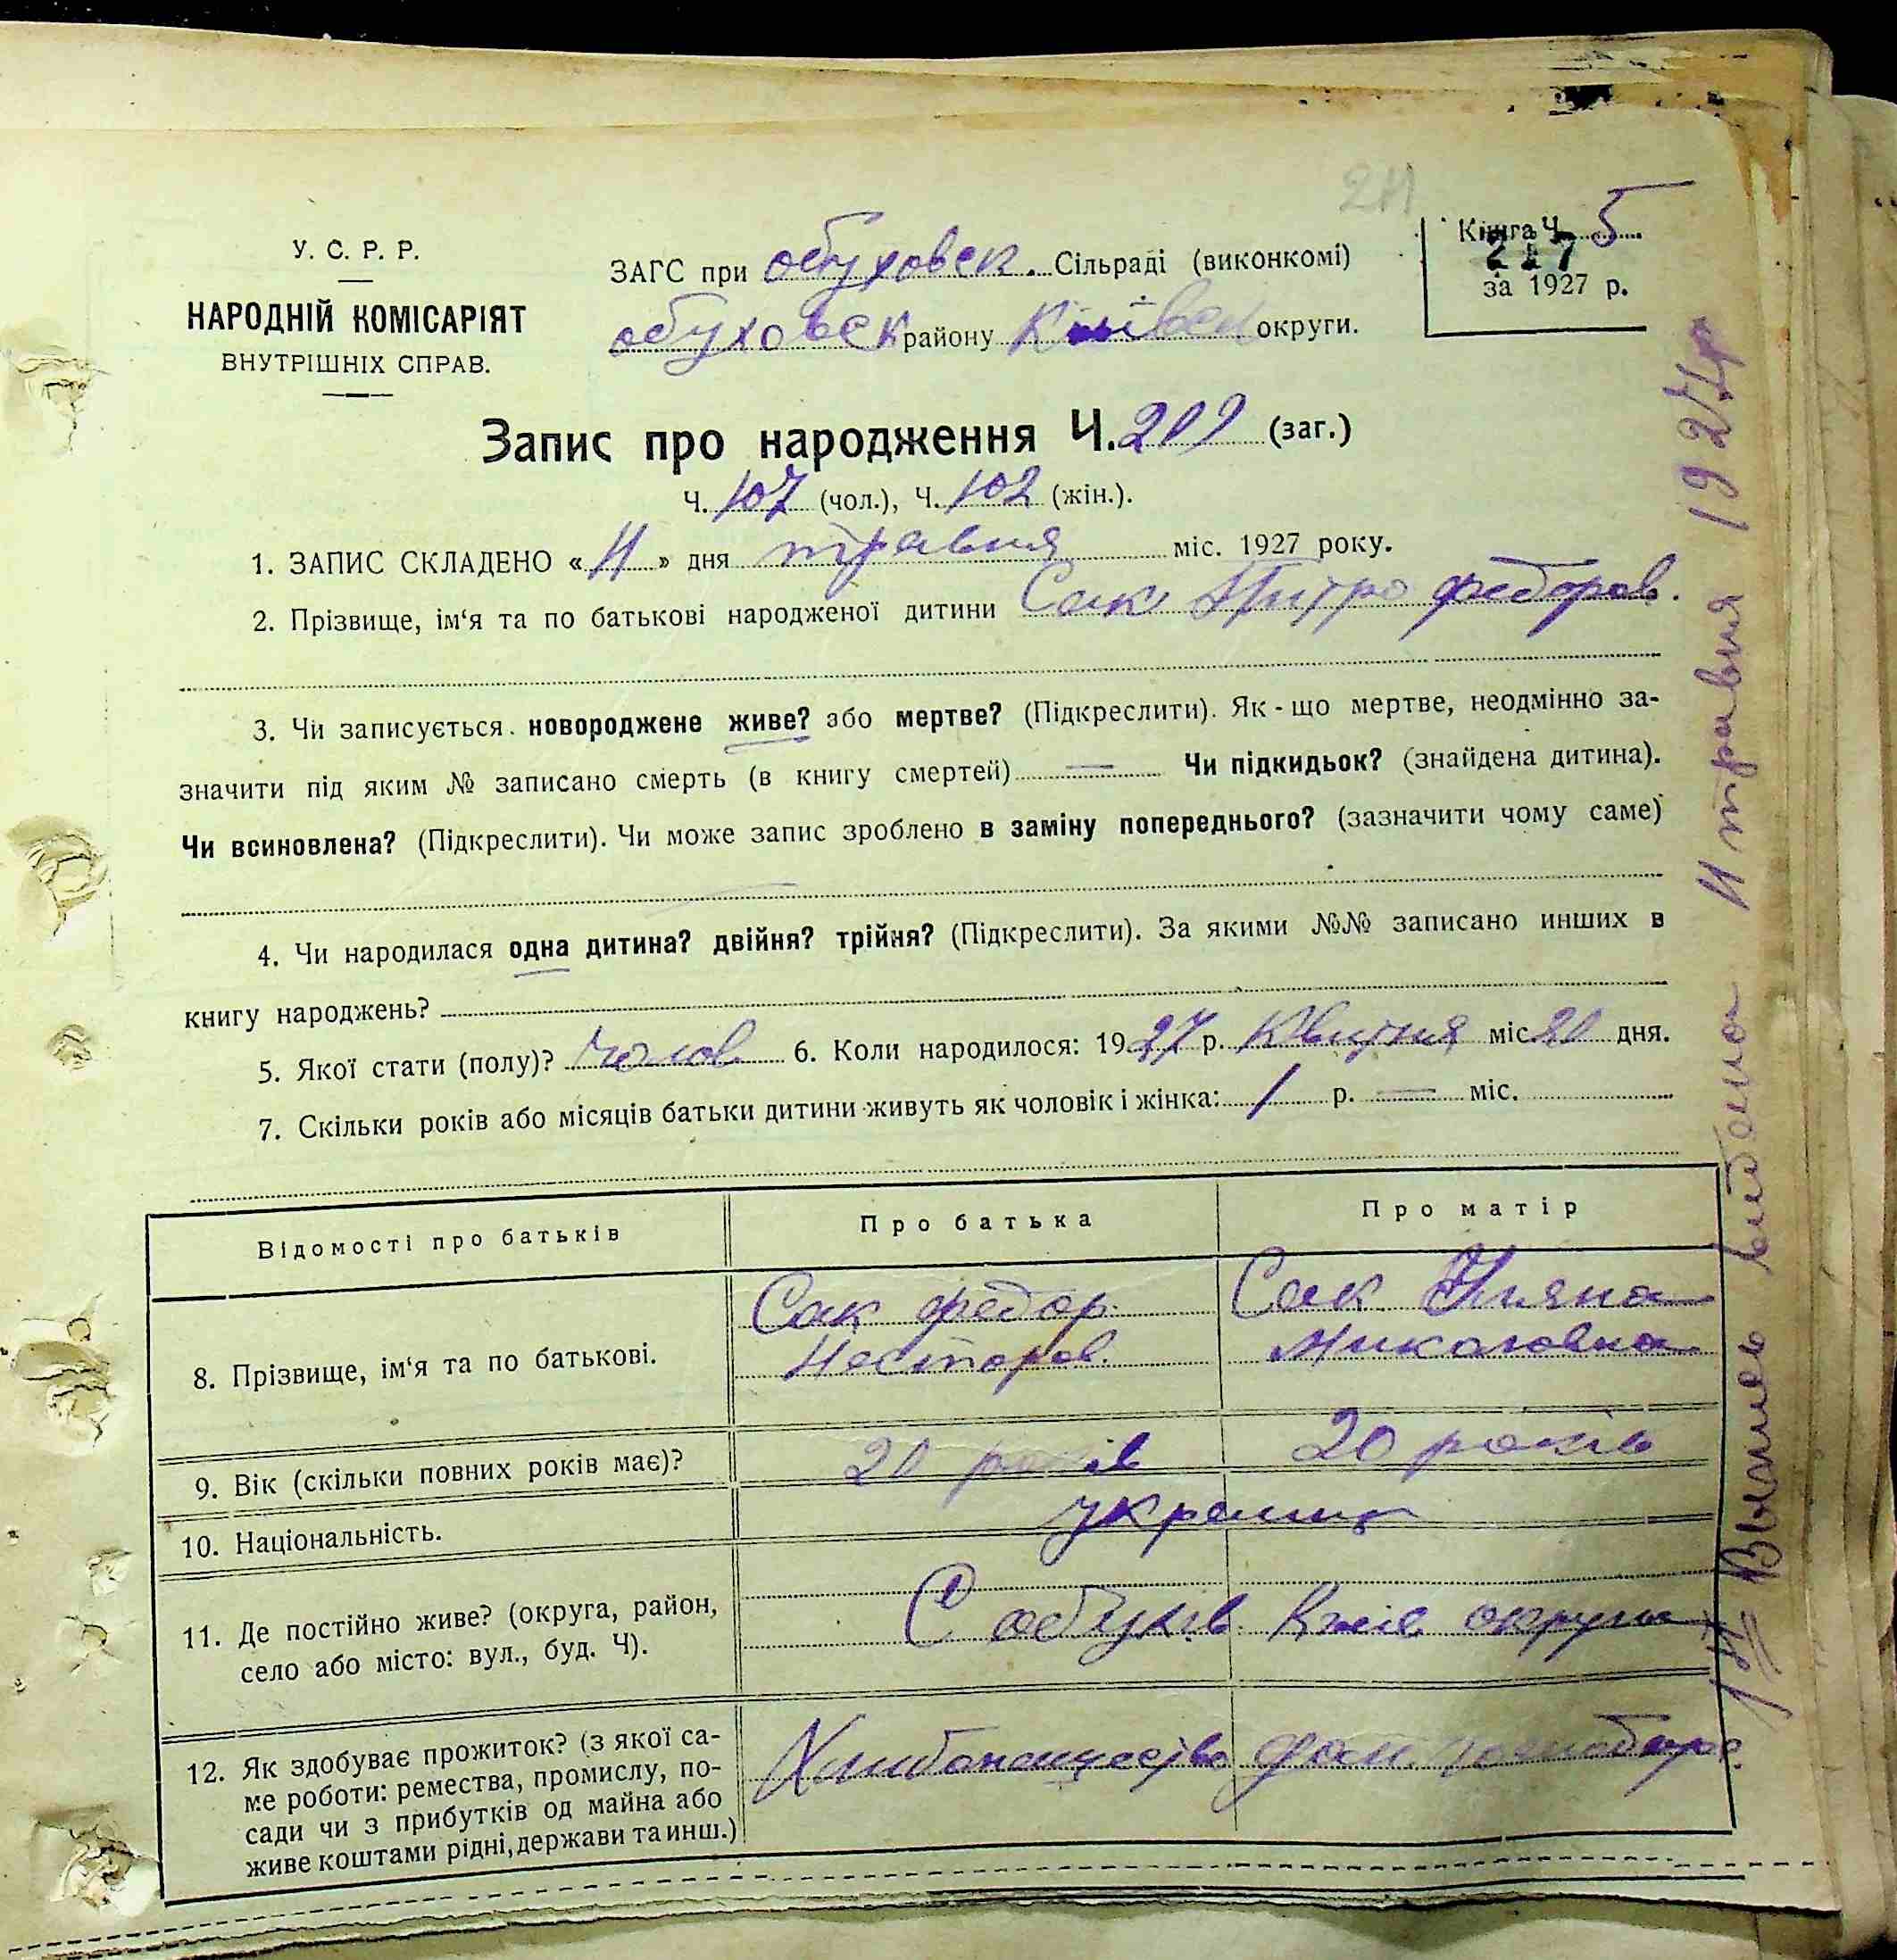 У. С. Р. Р.
НАРОДНІЙ КОМІСАРІЯТ
ВНУТРІШНІХ СПРАВ.
211
ЗАГС при обуховск. Сільраді (виконкомі)
обуховск району Київск округи.
Книга Ч. 5
217
за 1927 р.
Запис про народження Ч. 209 (заг.)
Ч. 107 (чол.), Ч. 102 (жін.).
1. ЗАПИС СКЛАДЕНО «11» дня травня міс. 1927 року.
2. Прізвище, ім‘я та по батькові народженої дитини Сак Федоров.
3. Чи записується новороджене живе? або мертве? (Підкреслити). Як-що мертве, неодмінно за-
значити під яким № записано смерть (в книгу смертей) — Чи підкидьок? (знайдена дитина).
Чи всиновлена? (Підкреслити). Чи може запис зроблено в заміну попереднього? (зазначити чому саме)
4. Чи народилася одна дитина? двійня? трійня? (Підкреслити). За якими №№ записано инших в
книгу народжень?
5. Якої стати (полу)? чолов 6. Коли народилося: 1927 р. Квитня міс. дня.
7. Скільки років або місяців батьки дитини живуть як чоловік і жінка: 1 р. — міс.
Відомості про батьків
Про батька
Про матір
8. Прізвище, ім‘я та по батькові.
Сак федор
Несторов.
Сак Уляна
Миколовна
9. Вік (скільки повних років має)?
20 років
20 років
10. Національність.
украинц
11. Де постійно живе? (округа, район,
село або місто: вул., буд. Ч).
С обухів Київ округи
12. Як здобуває прожиток? (з якої са-
ме роботи: ремества, промислу, по-
сади чи з прибутків од майна або
живе коштами рідні, держави та инш.)
Хлибопашество
11 травня 1927р